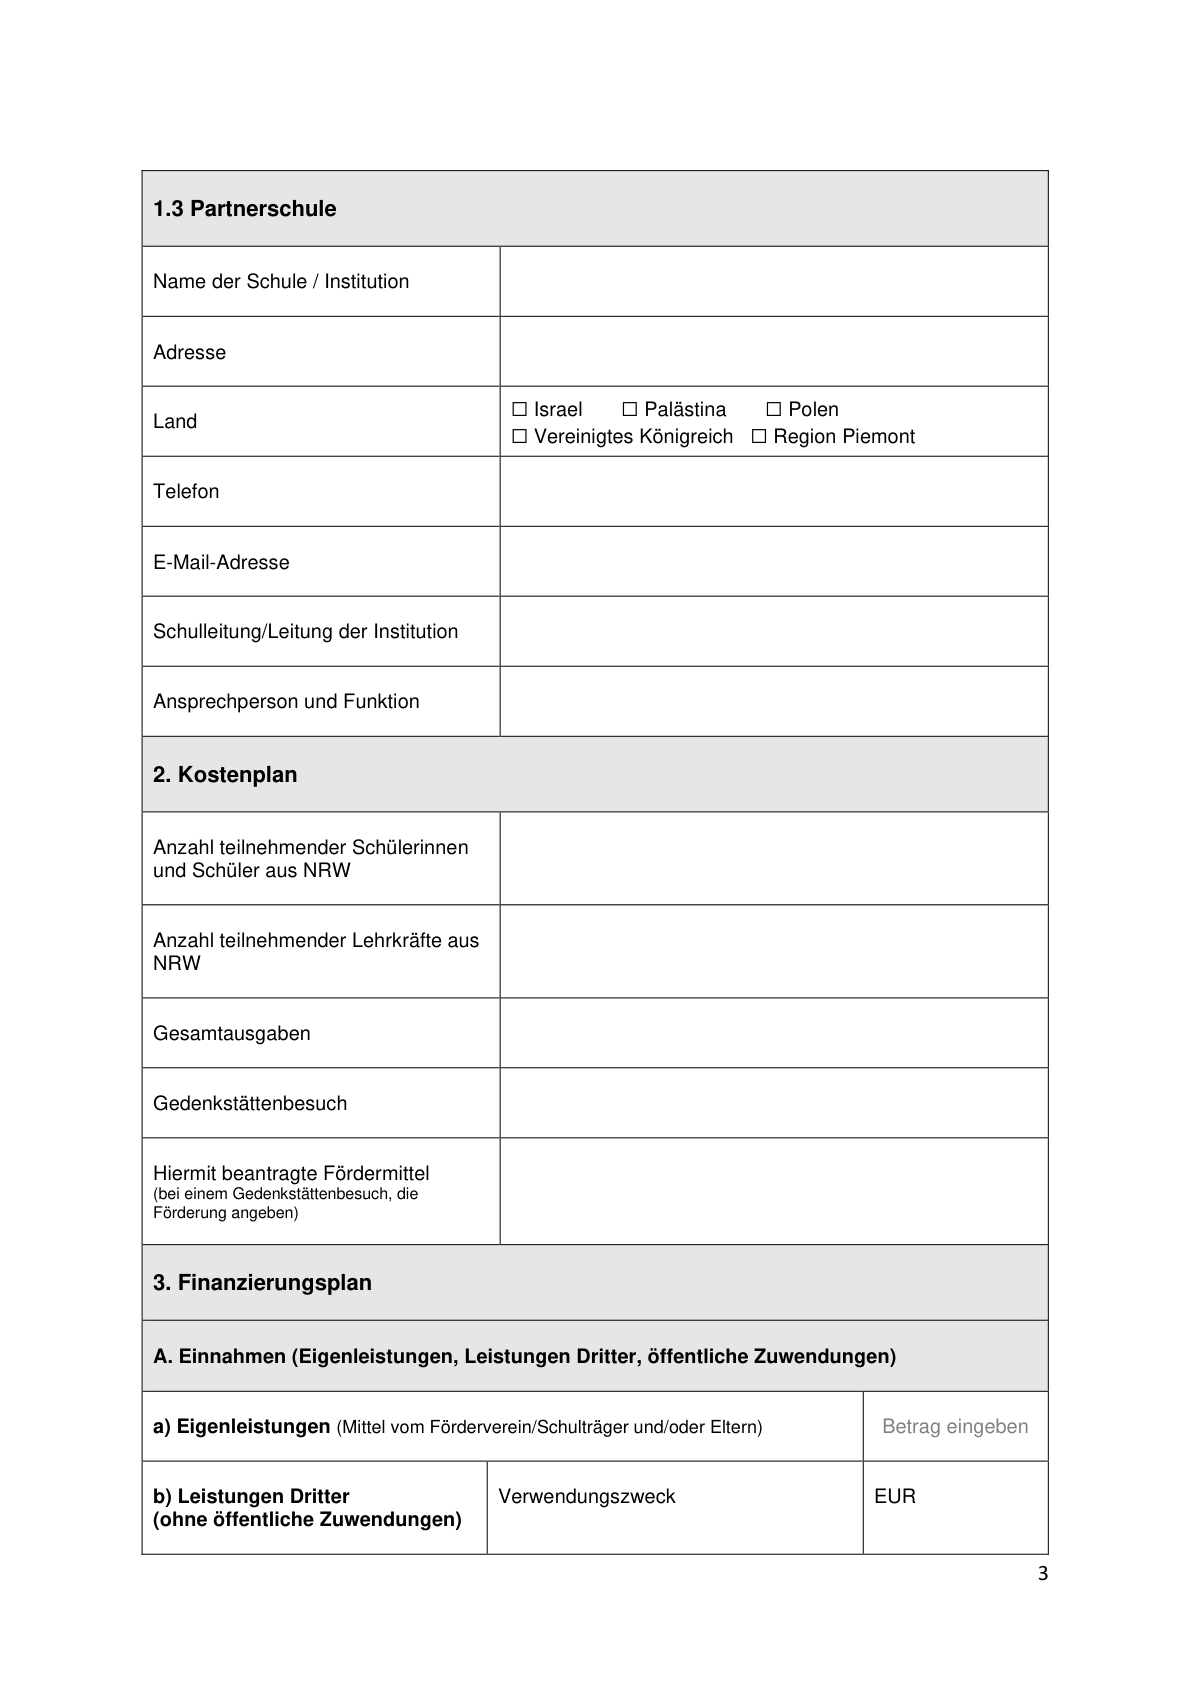 1.3 Partnerschule
Name der Schule / Institution
Adresse
Land
☐ Israel ☐ Palästina ☐ Polen
☐ Vereinigtes Königreich ☐ Region Piemont
Telefon
E-Mail-Adresse
Schulleitung/Leitung der Institution
Ansprechperson und Funktion
2. Kostenplan
Anzahl teilnehmender Schülerinnen
und Schüler aus NRW
Anzahl teilnehmender Lehrkräfte aus
NRW
Gesamtausgaben
Gedenkstättenbesuch
Hiermit beantragte Fördermittel
(bei einem Gedenkstättenbesuch, die
Förderung angeben)
3. Finanzierungsplan
A. Einnahmen (Eigenleistungen, Leistungen Dritter, öffentliche Zuwendungen)
a) Eigenleistungen (Mittel vom Förderverein/Schulträger und/oder Eltern) Betrag eingeben
b) Leistungen Dritter
(ohne öffentliche Zuwendungen)
Verwendungszweck
EUR
3